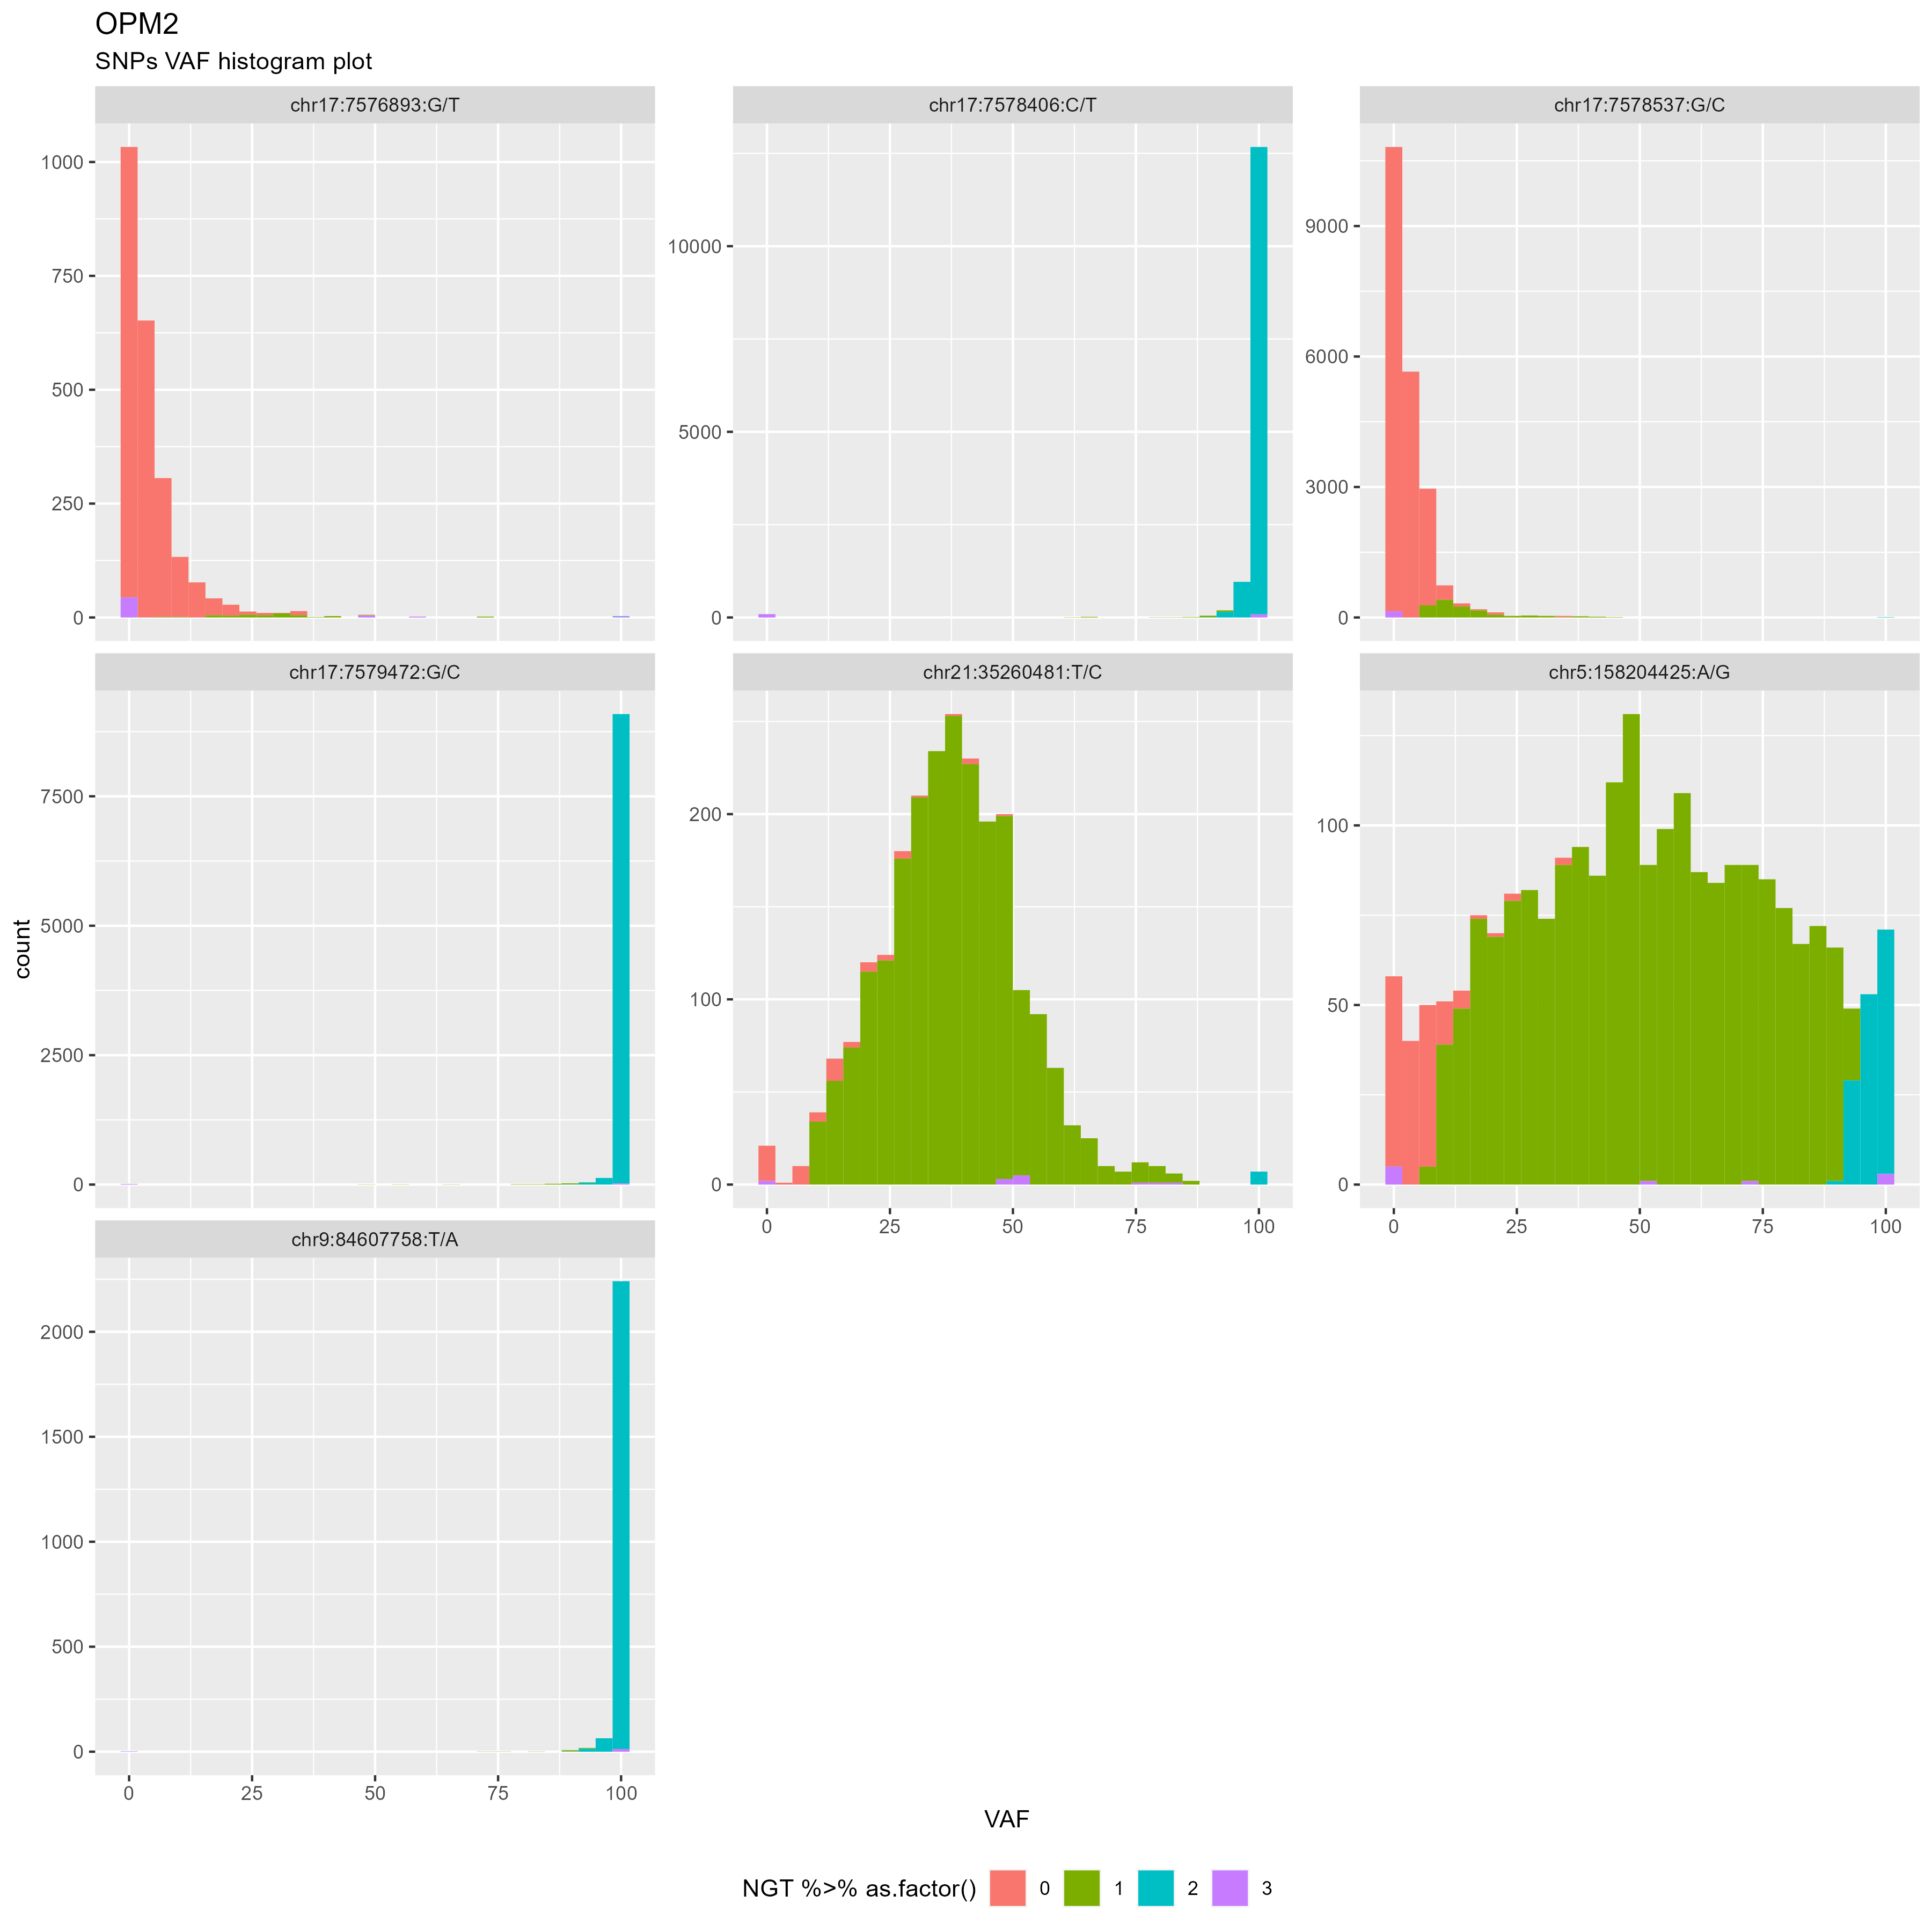 OPM2
SNPs VAF histogram plot
chr17:7576893:G/T
chr17:7578406:C/T
chr17:7578537:G/C
1000
750
500
250
0
10000
5000
0
9000
6000
3000
0
chr17:7579472:G/C
chr21:35260481:T/C
chr5:158204425:A/G
7500
5000
2500
0
200
100
0
100
50
0
0 25 50 75 100
0 25 50 75 100
count
chr9:84607758:T/A
2000
1500
1000
500
0
0 25 50 75 100
VAF
NGT %>% as.factor() 0 1 2 3